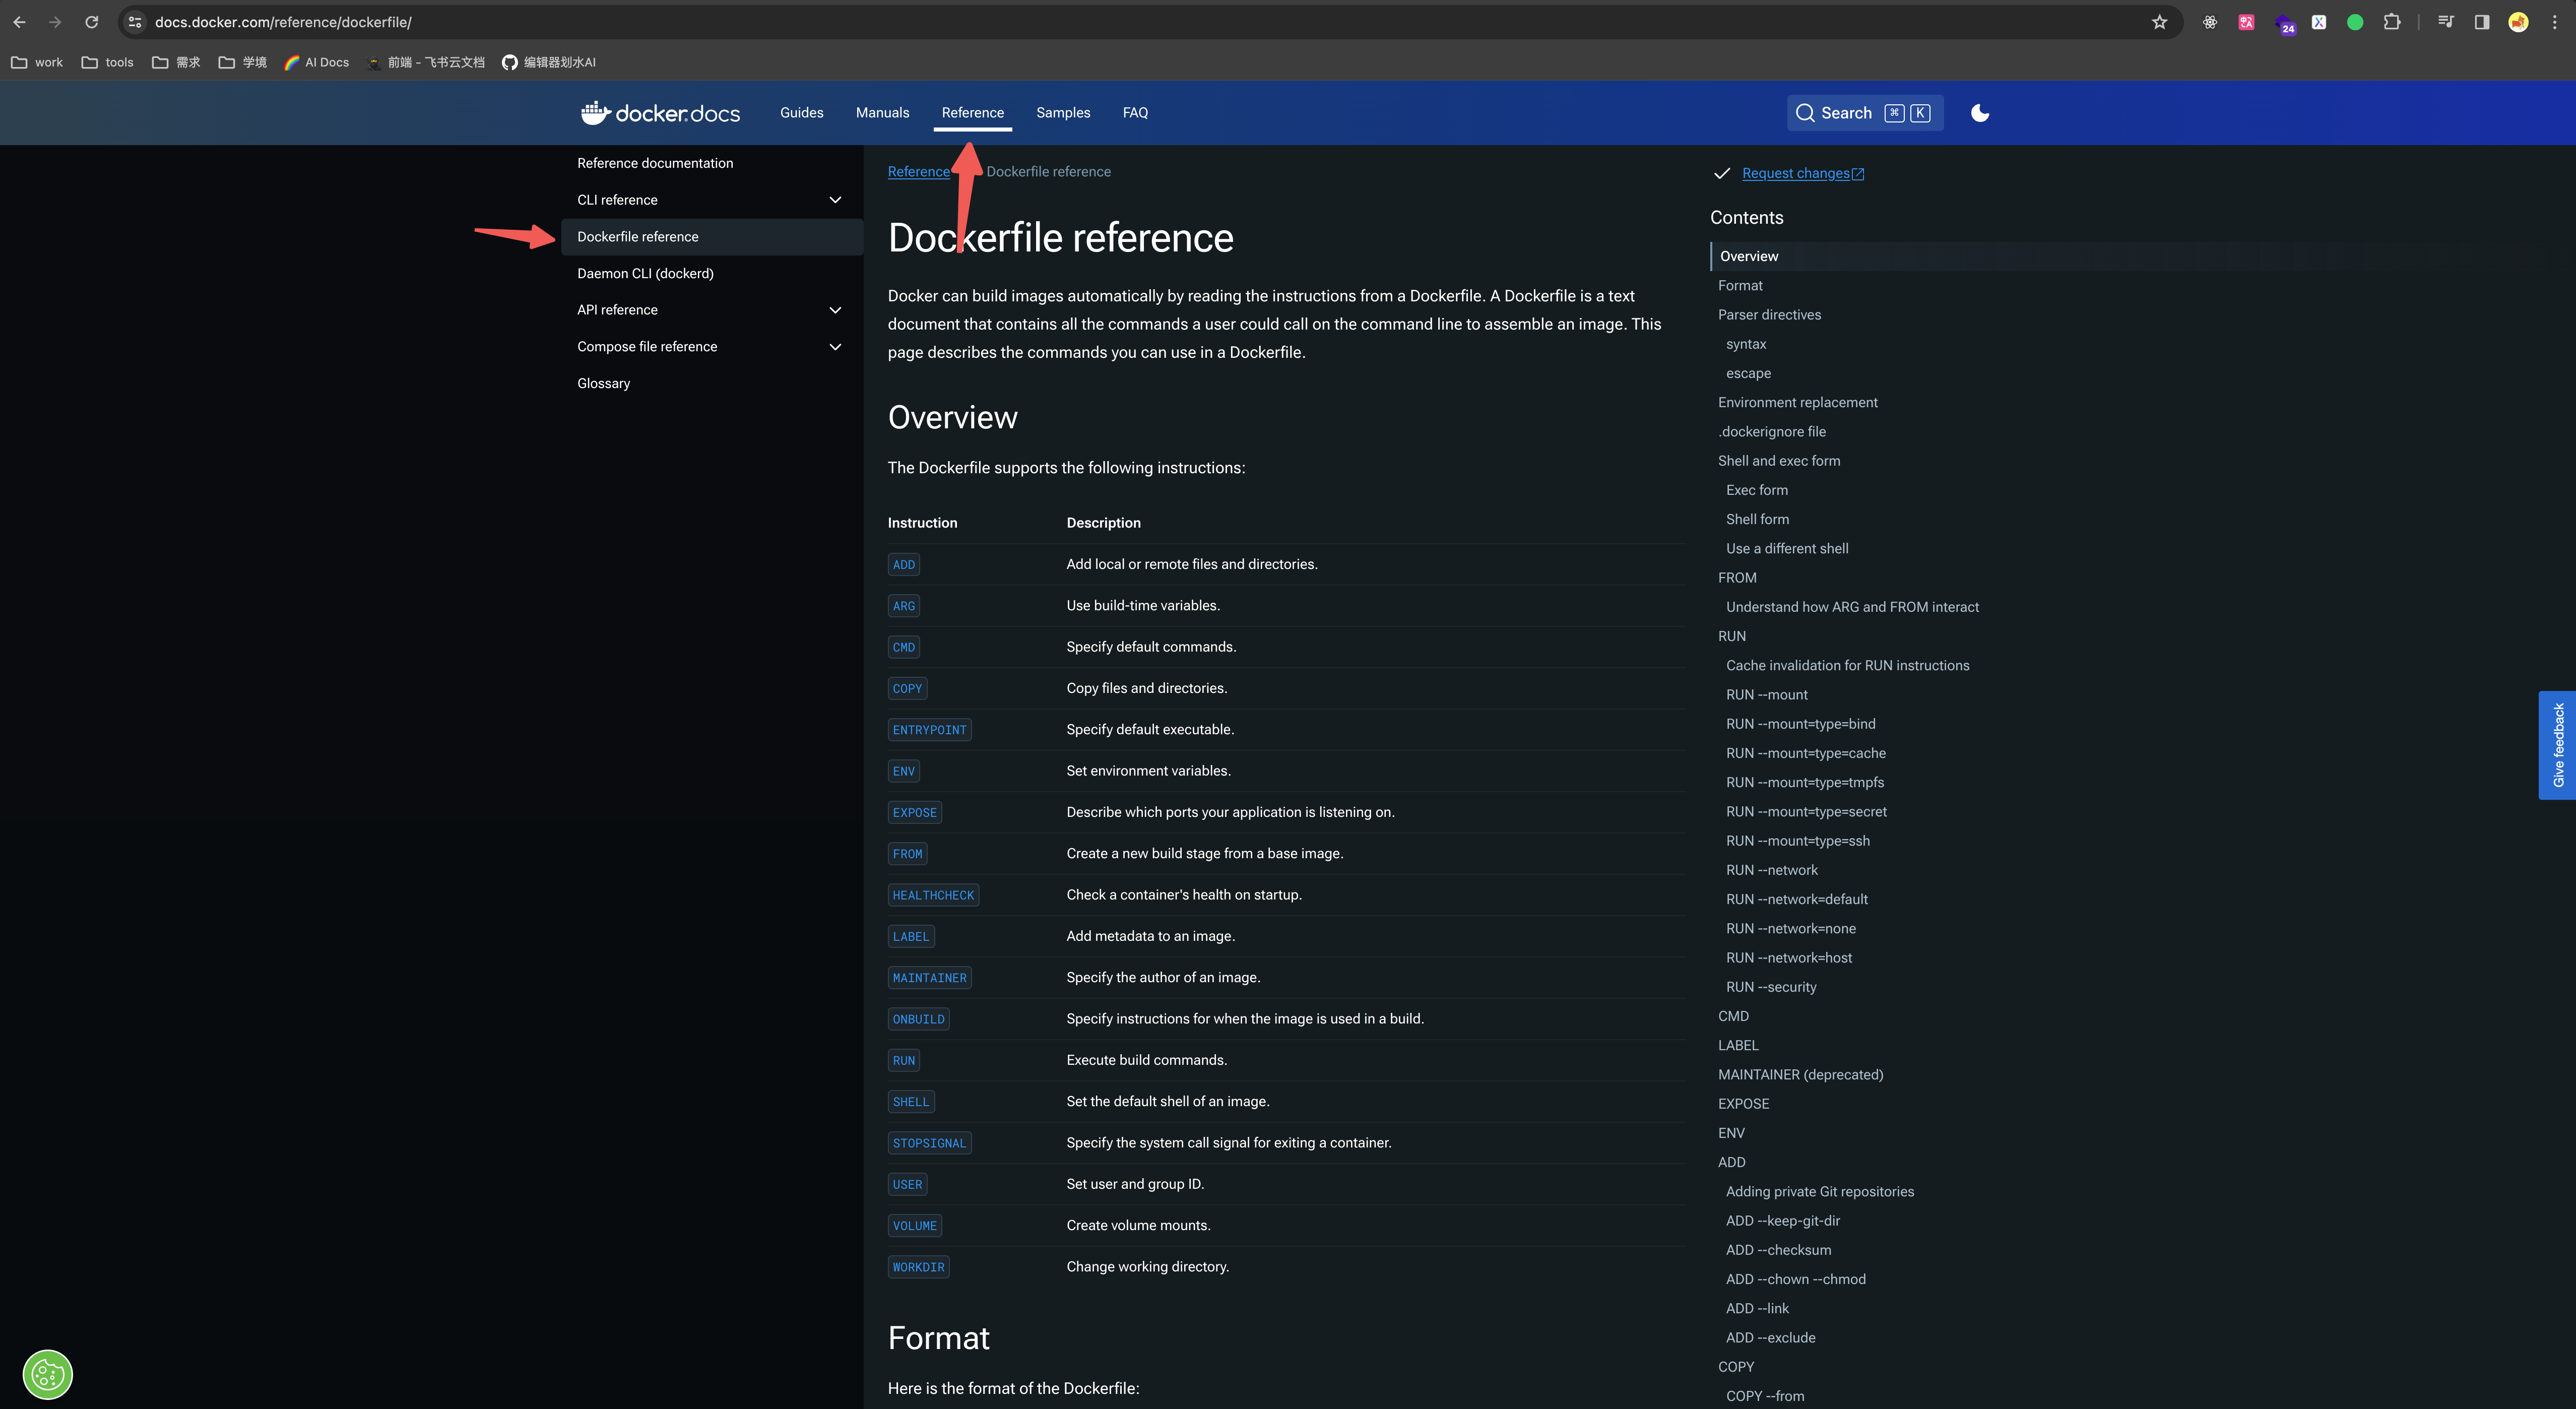 docs.docker.com/reference/dockerfile/
24
work
tools
需求
学境
AI Docs
前端 - 飞书云文档
编辑器划水AI
docker.docs
Guides
Manuals
Reference
Samples
FAQ
Search ⌘ K
Reference documentation
CLI reference
Dockerfile reference
Daemon CLI (dockerd)
API reference
Compose file reference
Glossary
Reference Dockerfile reference
Dockerfile reference
Docker can build images automatically by reading the instructions from a Dockerfile. A Dockerfile is a text
document that contains all the commands a user could call on the command line to assemble an image. This
page describes the commands you can use in a Dockerfile.
Overview
The Dockerfile supports the following instructions:
Instruction Description
ADD Add local or remote files and directories.
ARG Use build-time variables.
CMD Specify default commands.
COPY Copy files and directories.
ENTRYPOINT Specify default executable.
ENV Set environment variables.
EXPOSE Describe which ports your application is listening on.
FROM Create a new build stage from a base image.
HEALTHCHECK Check a container's health on startup.
LABEL Add metadata to an image.
MAINTAINER Specify the author of an image.
ONBUILD Specify instructions for when the image is used in a build.
RUN Execute build commands.
SHELL Set the default shell of an image.
STOPSIGNAL Specify the system call signal for exiting a container.
USER Set user and group ID.
VOLUME Create volume mounts.
WORKDIR Change working directory.
Format
Here is the format of the Dockerfile:
Request changes
Contents
Overview
Format
Parser directives
syntax
escape
Environment replacement
.dockerignore file
Shell and exec form
Exec form
Shell form
Use a different shell
FROM
Understand how ARG and FROM interact
RUN
Cache invalidation for RUN instructions
RUN --mount
RUN --mount=type=bind
RUN --mount=type=cache
RUN --mount=type=tmpfs
RUN --mount=type=secret
RUN --mount=type=ssh
RUN --network
RUN --network=default
RUN --network=none
RUN --network=host
RUN --security
CMD
LABEL
MAINTAINER (deprecated)
EXPOSE
ENV
ADD
Adding private Git repositories
ADD --keep-git-dir
ADD --checksum
ADD --chown --chmod
ADD --link
ADD --exclude
COPY
COPY --from
Give feedback